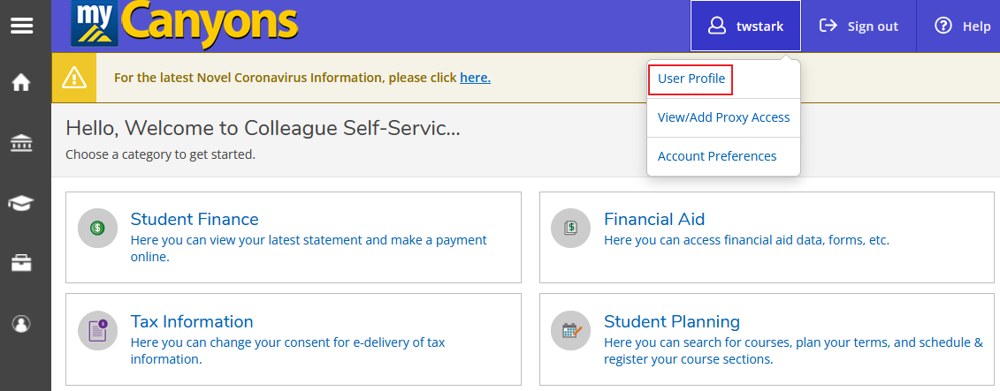 my
Canyons
twstark
Sign out
Help
For the latest Novel Coronavirus Information, please click here.
User Profile
View/Add Proxy Access
Account Preferences
Hello, Welcome to Colleague Self-Servic...
Choose a category to get started.
Student Finance
Here you can view your latest statement and make a payment
online.
Financial Aid
Here you can access financial aid data, forms, etc.
Tax Information
Here you can change your consent for e-delivery of tax
information.
Student Planning
Here you can search for courses, plan your terms, and schedule &
register your course sections.